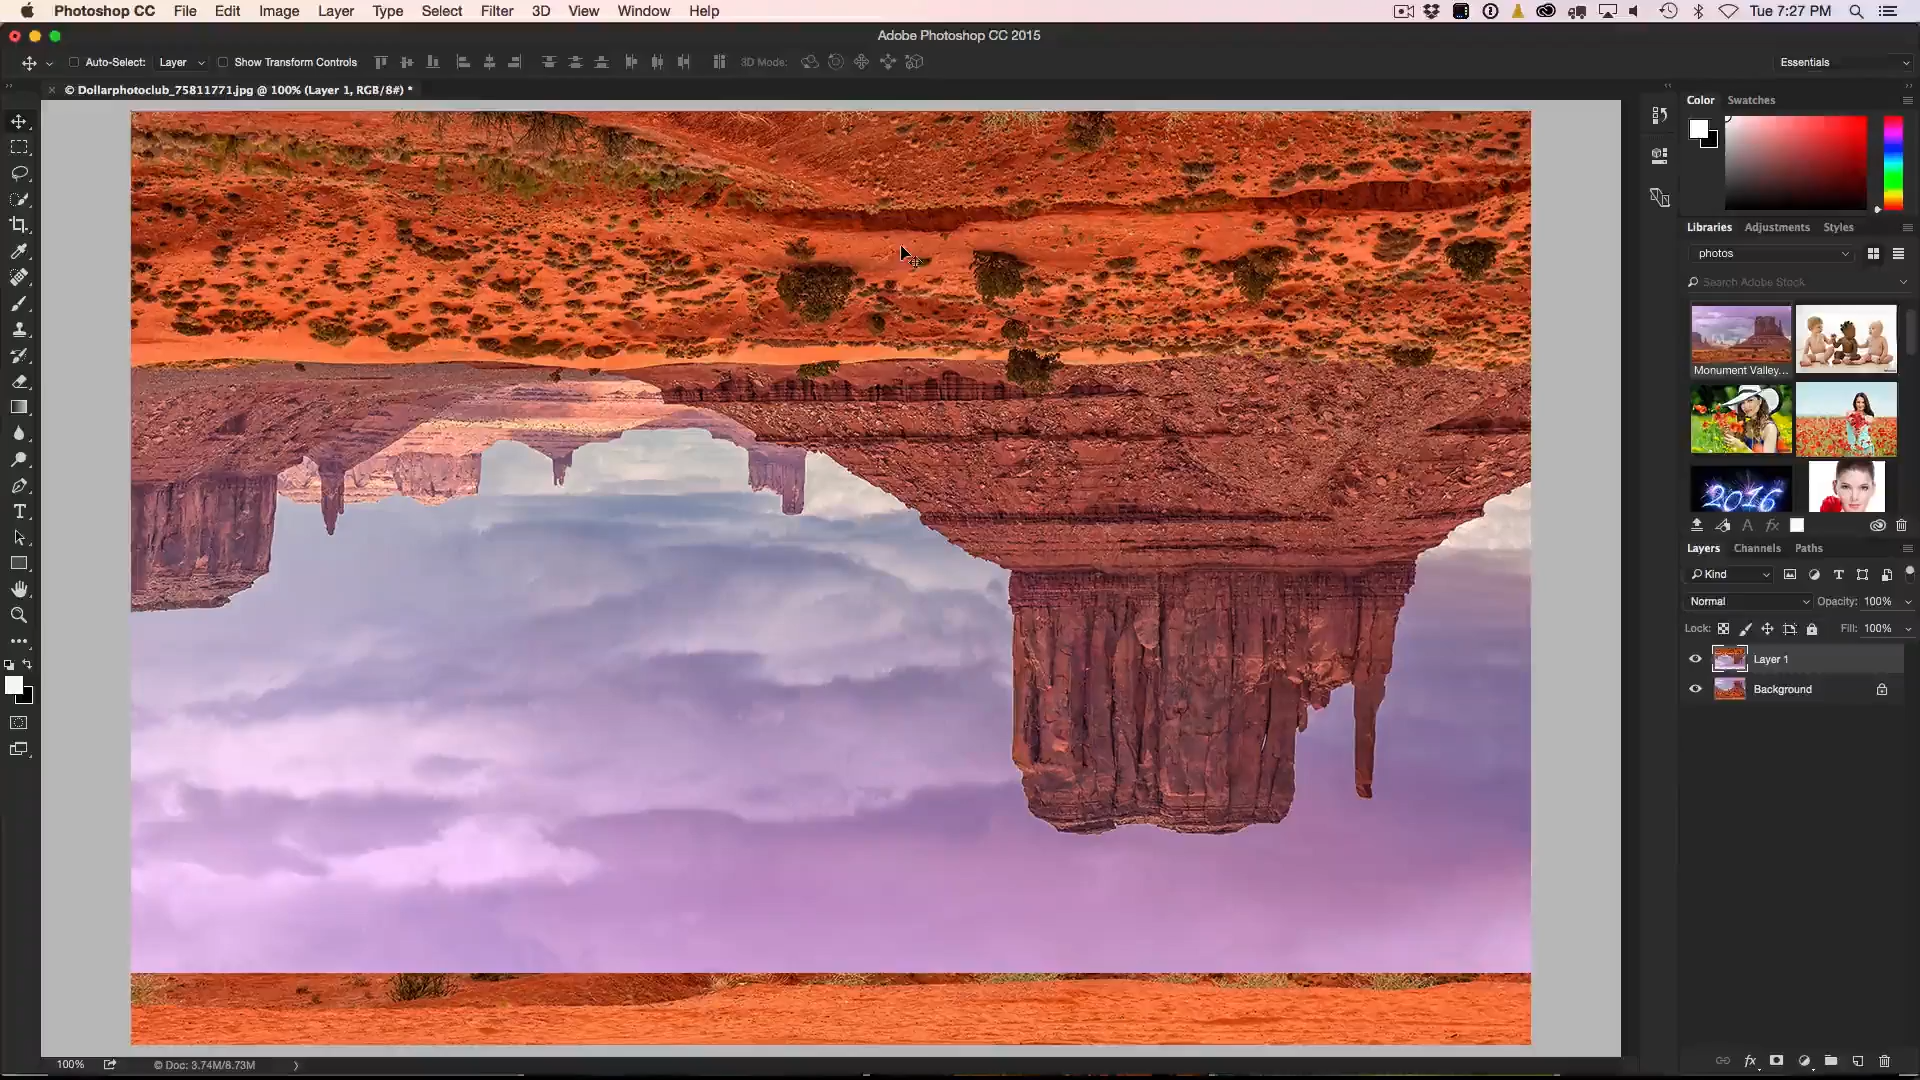 Photoshop CC File Edit Image Layer Type Select Filter 3D View Window Help Tue 7:27 PM
Adobe Photoshop CC 2015
Auto-Select: Layer Show Transform Controls 3D Mode: Essentials
© Dollarphotoclub_75811771.jpg @ 100% (Layer 1, RGB/8#) *
Color Swatches
Libraries Adjustments Styles
photos
Search Adobe Stock
Monument Valley...
2016
Layers Channels Paths
Kind
Normal Opacity: 100%
Lock: Fill: 100%
Layer 1
Background
100% © Doc: 3.74M/8.73M